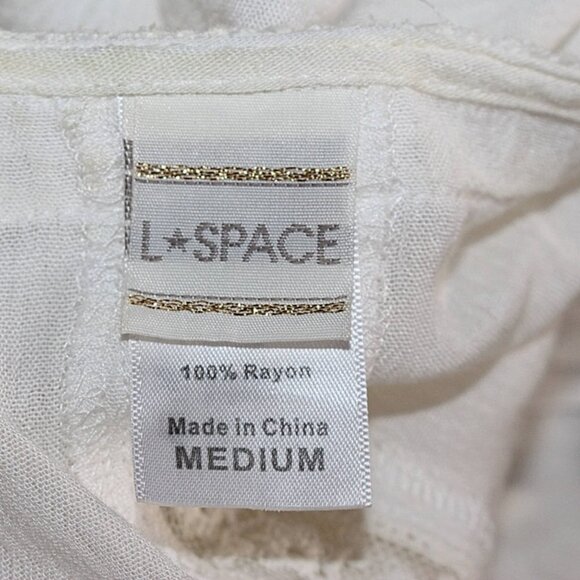 L★SPACE
100% Rayon
Made in China
MEDIUM